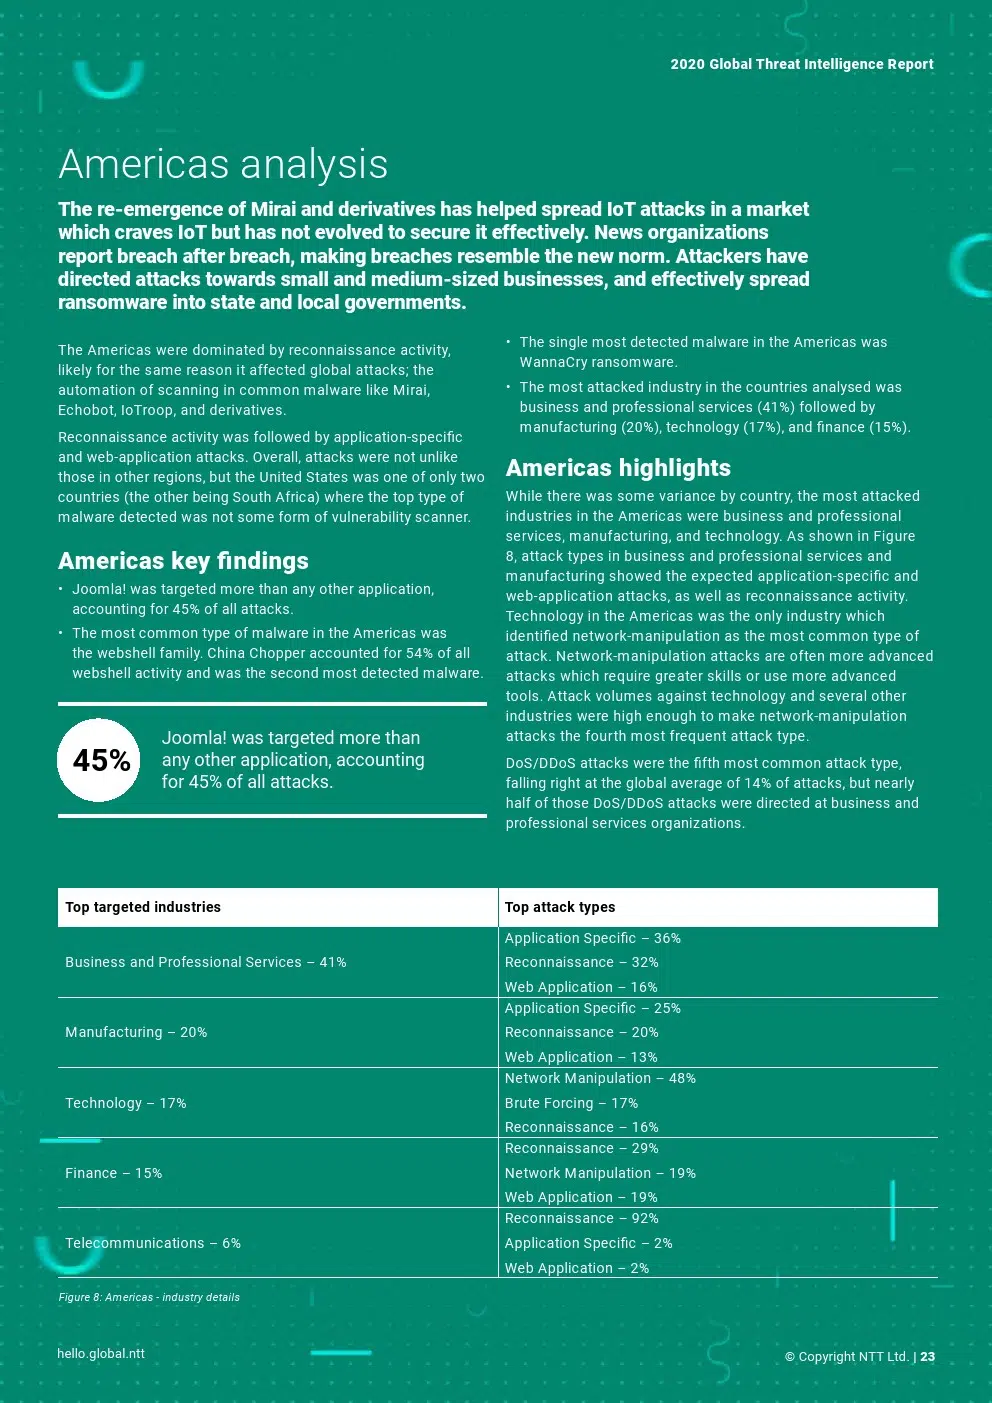 2020 Global Threat Intelligence Report
Americas analysis
The re-emergence of Mirai and derivatives has helped spread IoT attacks in a market
which craves IoT but has not evolved to secure it effectively. News organizations
report breach after breach, making breaches resemble the new norm. Attackers have
directed attacks towards small and medium-sized businesses, and effectively spread
ransomware into state and local governments.
The Americas were dominated by reconnaissance activity,
likely for the same reason it affected global attacks; the
automation of scanning in common malware like Mirai,
Echobot, IoTroop, and derivatives.
Reconnaissance activity was followed by application-specific
and web-application attacks. Overall, attacks were not unlike
those in other regions, but the United States was one of only two
countries (the other being South Africa) where the top type of
malware detected was not some form of vulnerability scanner.
Americas key findings
• Joomla! was targeted more than any other application,
accounting for 45% of all attacks.
• The most common type of malware in the Americas was
the webshell family. China Chopper accounted for 54% of all
webshell activity and was the second most detected malware.
45%
Joomla! was targeted more than
any other application, accounting
for 45% of all attacks.
• The single most detected malware in the Americas was
WannaCry ransomware.
• The most attacked industry in the countries analysed was
business and professional services (41%) followed by
manufacturing (20%), technology (17%), and finance (15%).
Americas highlights
While there was some variance by country, the most attacked
industries in the Americas were business and professional
services, manufacturing, and technology. As shown in Figure
8, attack types in business and professional services and
manufacturing showed the expected application-specific and
web-application attacks, as well as reconnaissance activity.
Technology in the Americas was the only industry which
identified network-manipulation as the most common type of
attack. Network-manipulation attacks are often more advanced
attacks which require greater skills or use more advanced
tools. Attack volumes against technology and several other
industries were high enough to make network-manipulation
attacks the fourth most frequent attack type.
DoS/DDoS attacks were the fifth most common attack type,
falling right at the global average of 14% of attacks, but nearly
half of those DoS/DDoS attacks were directed at business and
professional services organizations.
Top targeted industries
Top attack types
Business and Professional Services – 41%
Application Specific – 36%
Reconnaissance – 32%
Web Application – 16%
Manufacturing – 20%
Application Specific – 25%
Reconnaissance – 20%
Web Application – 13%
Technology – 17%
Network Manipulation – 48%
Brute Forcing – 17%
Reconnaissance – 16%
Finance – 15%
Reconnaissance – 29%
Network Manipulation – 19%
Web Application – 19%
Telecommunications – 6%
Reconnaissance – 92%
Application Specific – 2%
Web Application – 2%
Figure 8: Americas - industry details
hello.global.ntt
© Copyright NTT Ltd. | 23